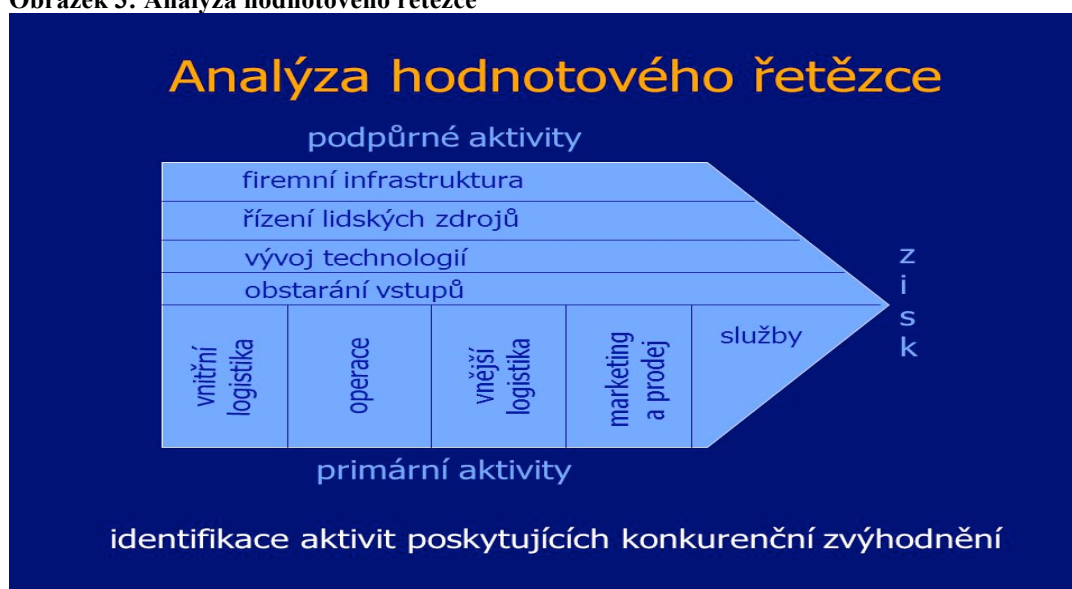 Obrázek 3: Analýza hodnotového řetězce
Analýza hodnotového řetězce
podpůrné aktivity
firemní infrastruktura
řízení lidských zdrojů
vývoj technologií
obstarání vstupů
vnitřní
logistika
operace
vnější
logistika
marketing
a prodej
služby
zisk
primární aktivity
identifikace aktivit poskytujících konkurenční zvýhodnění